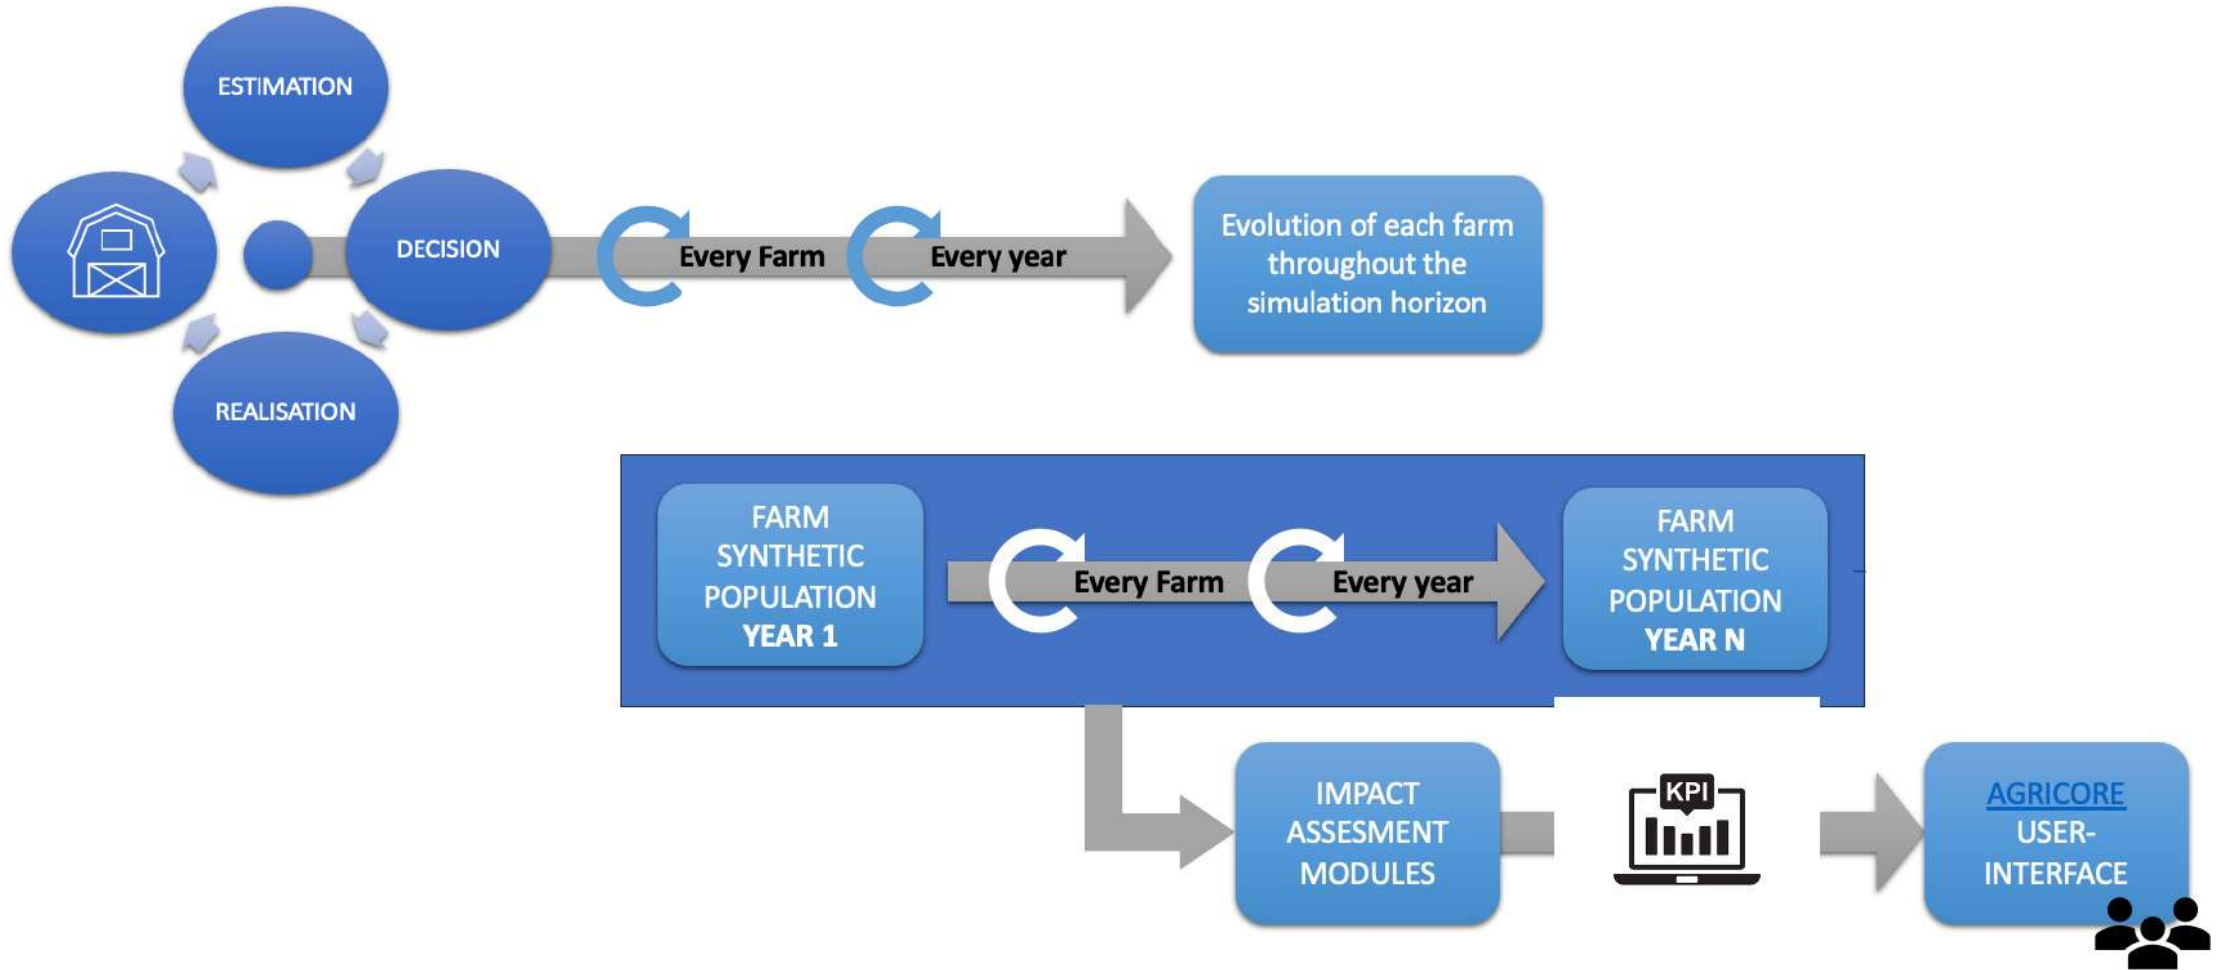 ESTIMATION
DECISION
REALISATION
Every Farm
Every year
Evolution of each farm
throughout the
simulation horizon
FARM
SYNTHETIC
POPULATION
YEAR 1
Every Farm
Every year
FARM
SYNTHETIC
POPULATION
YEAR N
IMPACT
ASSESMENT
MODULES
KPI
AGRICORE
USER-
INTERFACE